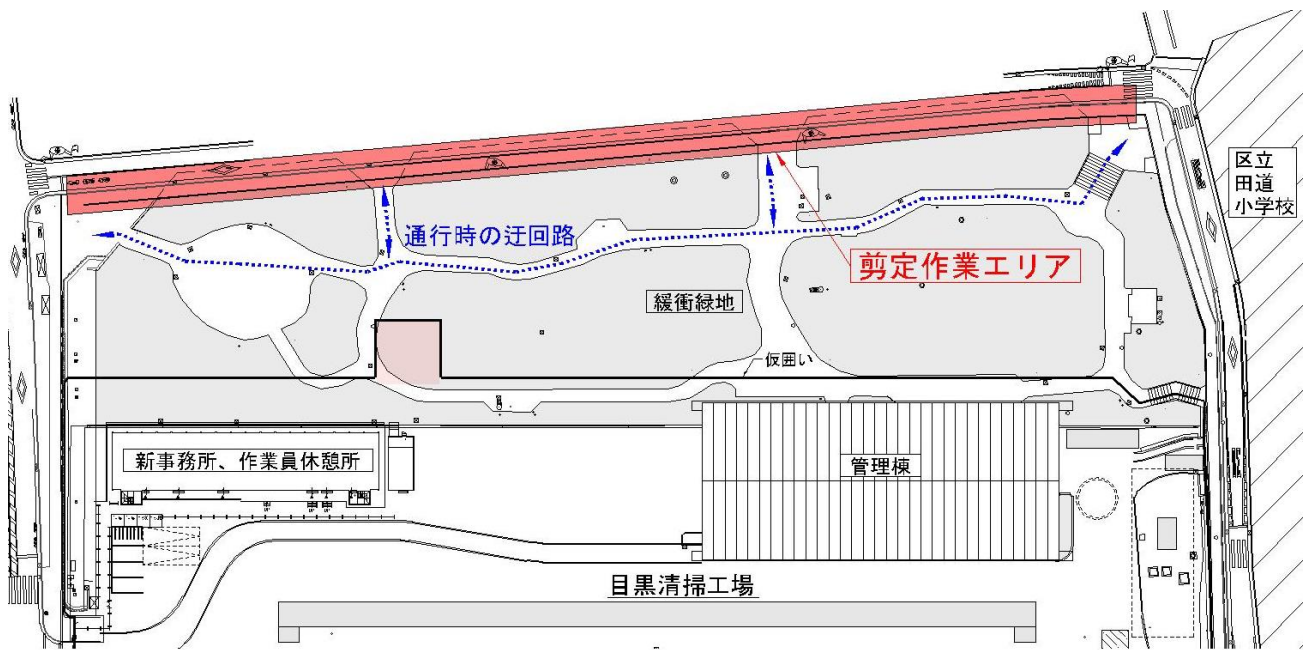 区立
田道
小学校
通行時の迂回路
剪定作業エリア
緩衝緑地
仮囲い
新事務所、作業員休憩所
管理棟
目黒清掃工場